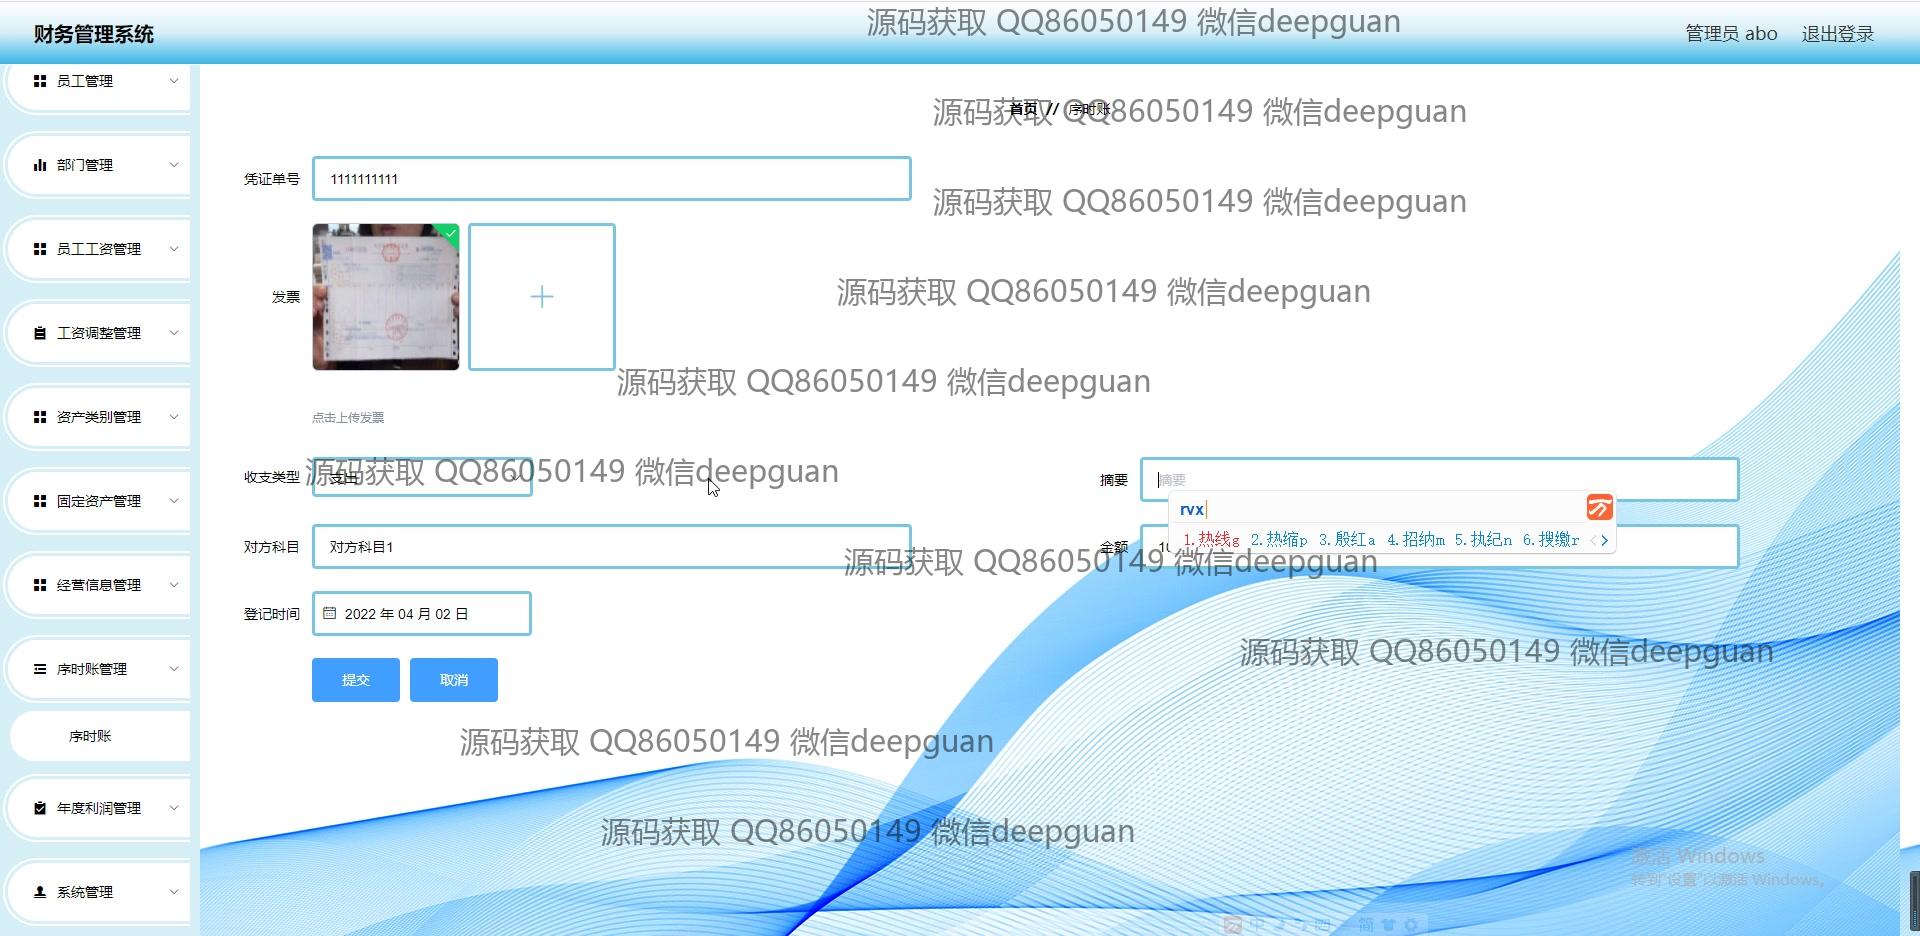 财务管理系统
源码获取 QQ86050149 微信deepguan
管理员 abo 退出登录
员工管理
部门管理
员工工资管理
工资调整管理
资产类别管理
固定资产管理
经营信息管理
序时账管理
序时账
年度利润管理
系统管理
源码获取 QQ86050149 微信deepguan
首页 // 序时账
源码获取 QQ86050149 微信deepguan
凭证单号 1111111111
源码获取 QQ86050149 微信deepguan
发票
源码获取 QQ86050149 微信deepguan
点击上传发票
源码获取 QQ86050149 微信deepguan
收支类型 支出
摘要 摘要
rvx
1.热线g 2.热缩p 3.殷红a 4.招纳m 5.执纪n 6.搜缴r
对方科目 对方科目1
金额
源码获取 QQ86050149 微信deepguan
登记时间 2022 年 04 月 02 日
源码获取 QQ86050149 微信deepguan
提交 取消
源码获取 QQ86050149 微信deepguan
源码获取 QQ86050149 微信deepguan
激活 Windows
转到"设置"以激活 Windows。
中 简